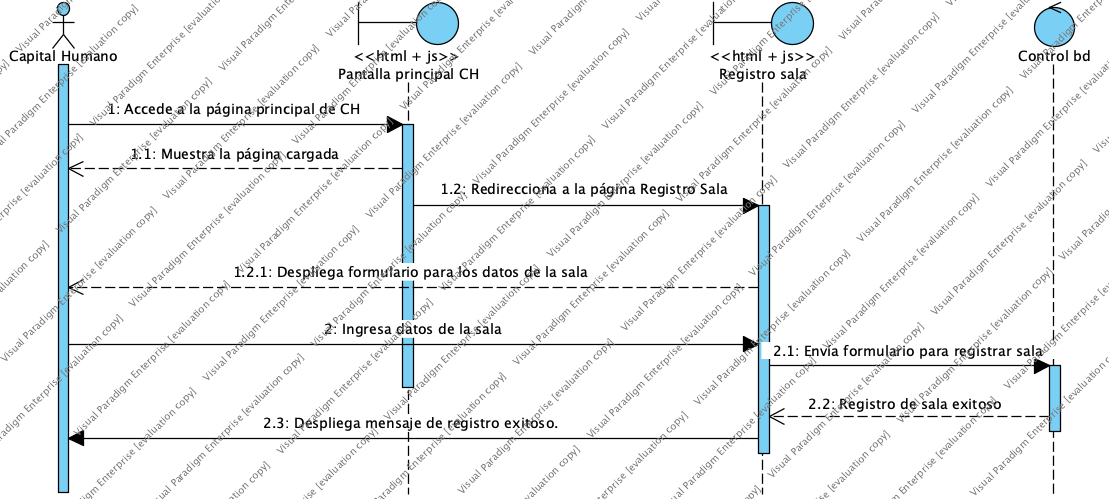 Capital Humano
<<html + js>>
Pantalla principal CH
<<html + js>>
Registro sala
Control bd
1: Accede a la página principal de CH
1.1: Muestra la página cargada
1.2: Redirecciona a la página Registro Sala
1.2.1: Despliega formulario para los datos de la sala
2: Ingresa datos de la sala
2.1: Envía formulario para registrar sala
2.2: Registro de sala exitoso
2.3: Despliega mensaje de registro exitoso.
Visual Paradigm Enterprise [evaluation copy]